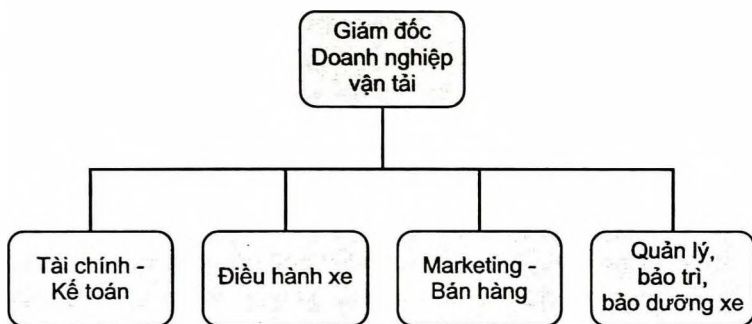 Giám đốc
Doanh nghiệp
vận tải
Tài chính -
Kế toán
Điều hành xe
Marketing -
Bán hàng
Quản lý,
bảo trì,
bảo dưỡng xe